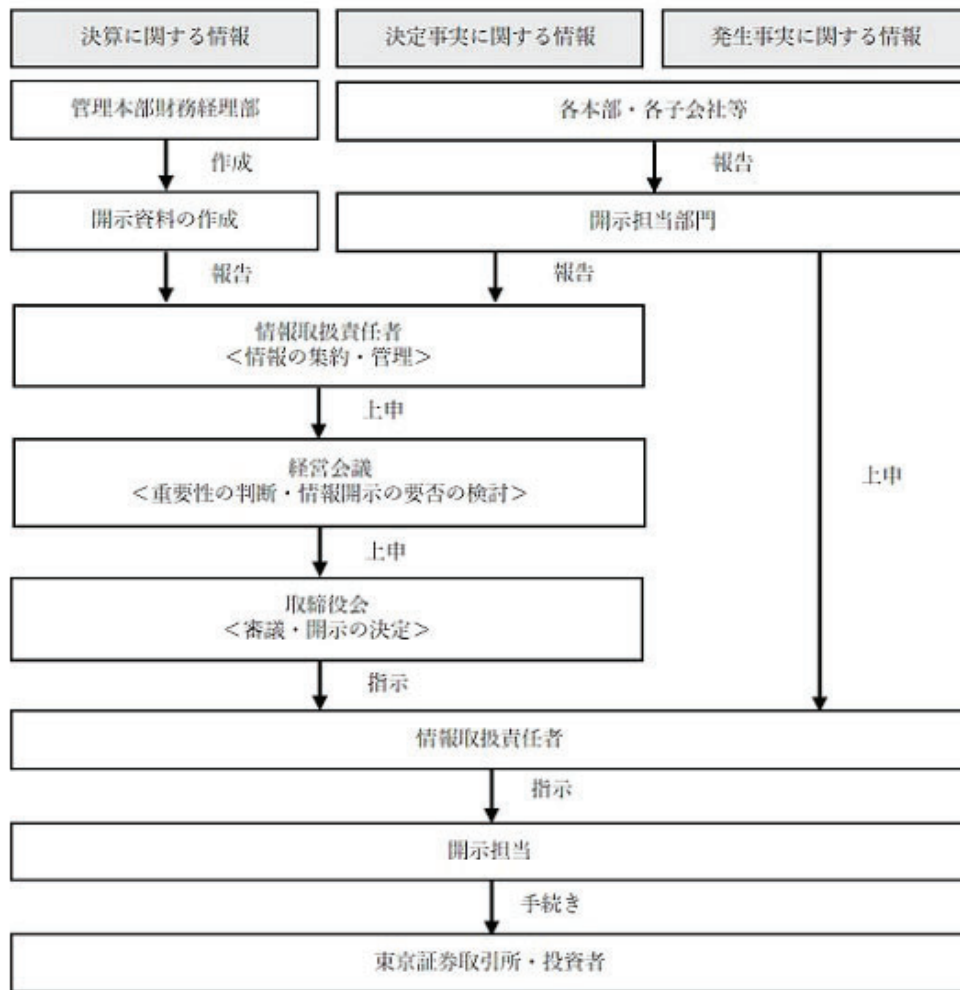 決算に関する情報
決定事実に関する情報
発生事実に関する情報
管理本部財務経理部
各本部・各子会社等
作成
報告
開示資料の作成
開示担当部門
報告
報告
情報取扱責任者
＜情報の集約・管理＞
上申
経営会議
＜重要性の判断・情報開示の要否の検討＞
上申
上申
取締役会
＜審議・開示の決定＞
指示
情報取扱責任者
指示
開示担当
手続き
東京証券取引所・投資者